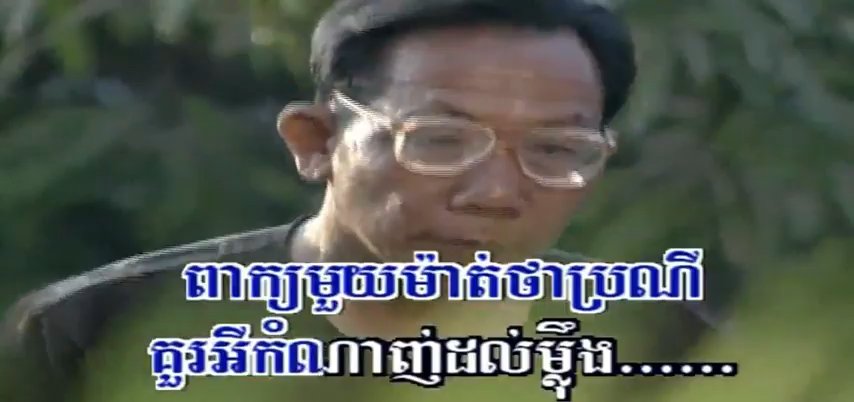 ពាក្យមួយម៉ាត់ថាប្រណី
គួរអីកំណាញ់ដល់ម្លឹុង......